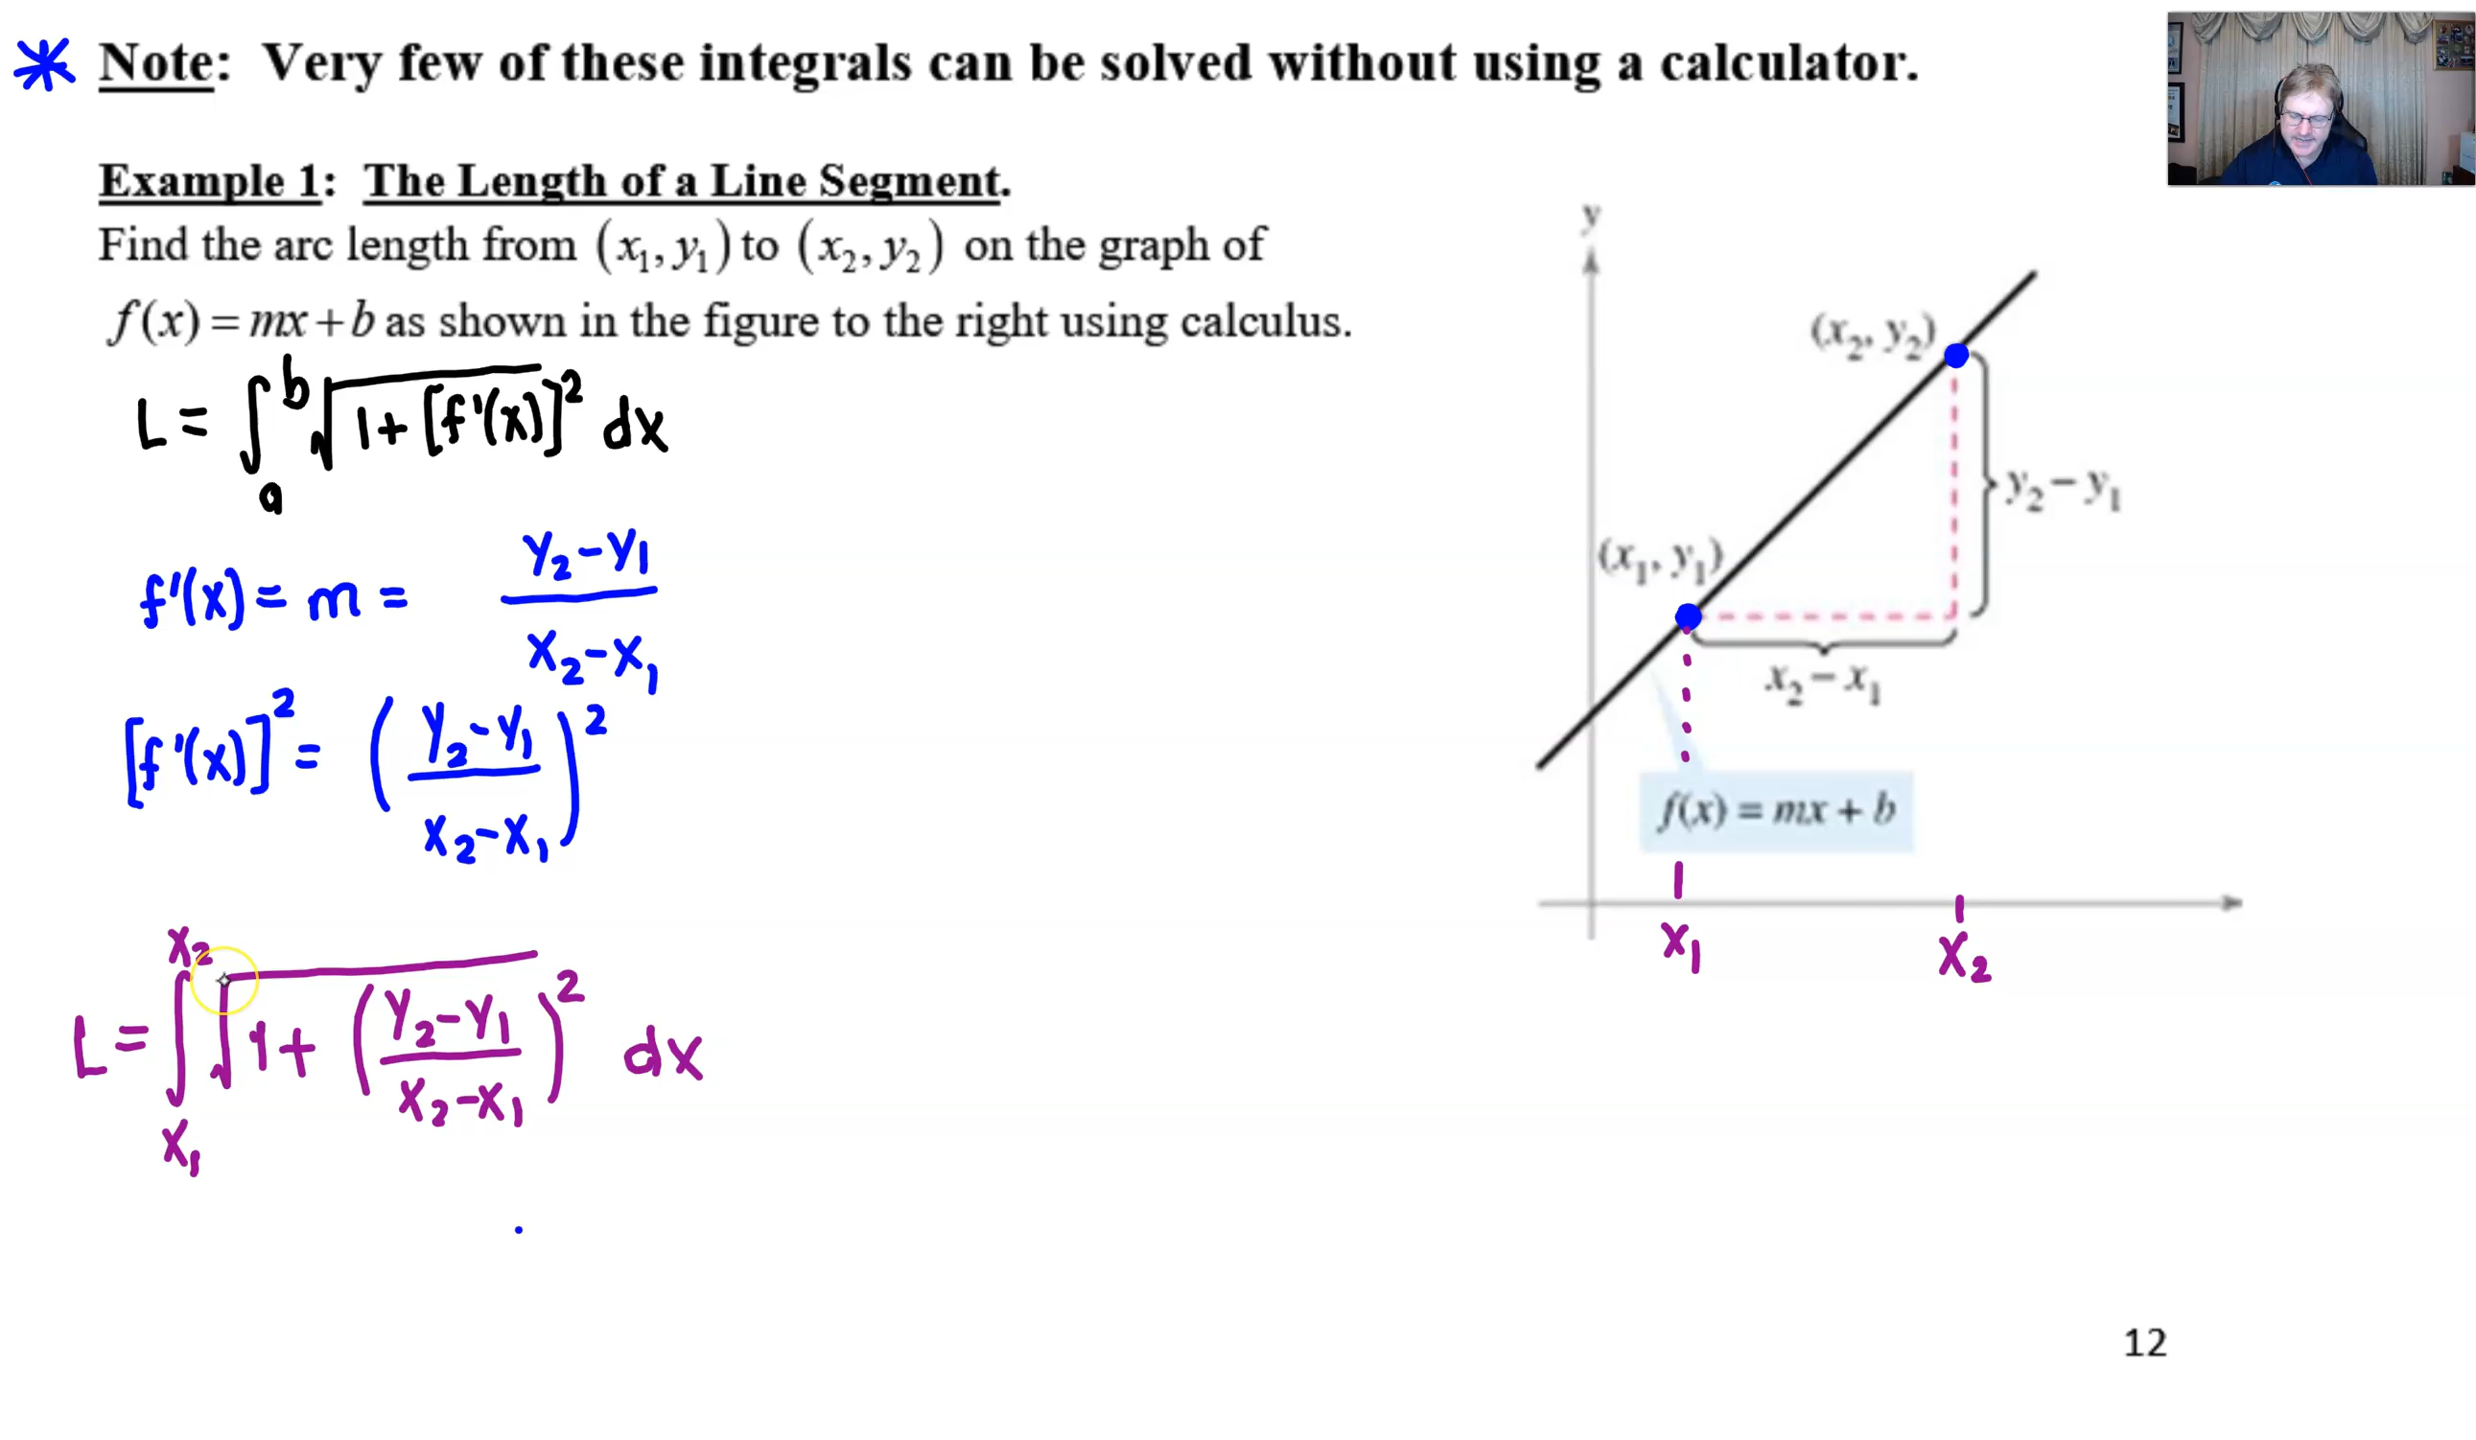 * Note: Very few of these integrals can be solved without using a calculator.
Example 1: The Length of a Line Segment.
Find the arc length from (x₁, y₁) to (x₂, y₂) on the graph of
f(x) = mx + b as shown in the figure to the right using calculus.
L = ∫ₐᵇ √(1 + [f'(x)]²) dx
f'(x) = m = (y₂ - y₁)/(x₂ - x₁)
[f'(x)]² = ((y₂ - y₁)/(x₂ - x₁))²
L = ∫_{x₁}^{x₂} √(1 + ((y₂ - y₁)/(x₂ - x₁))²) dx
y
(x₂, y₂)
y₂ - y₁
(x₁, y₁)
x₂ - x₁
f(x) = mx + b
x₁
x₂
12